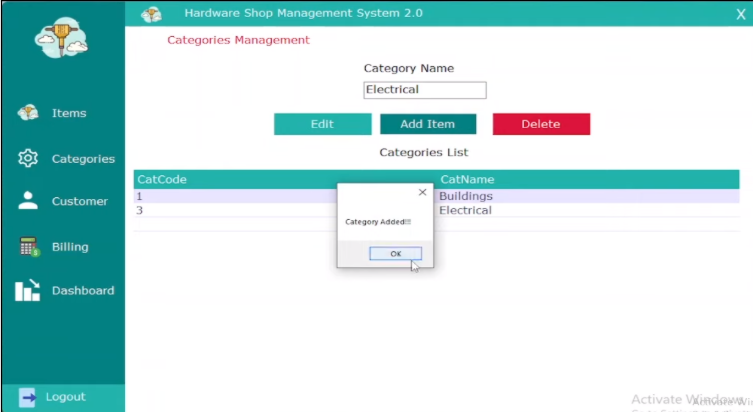 Hardware Shop Management System 2.0
X
Categories Management
Category Name
Electrical
Items
Edit
Add Item
Delete
Categories
Categories List
CatCode
CatName
1
Buildings
3
Electrical
Customer
Category Added!!!
OK
Billing
Dashboard
Logout
Activate Windows